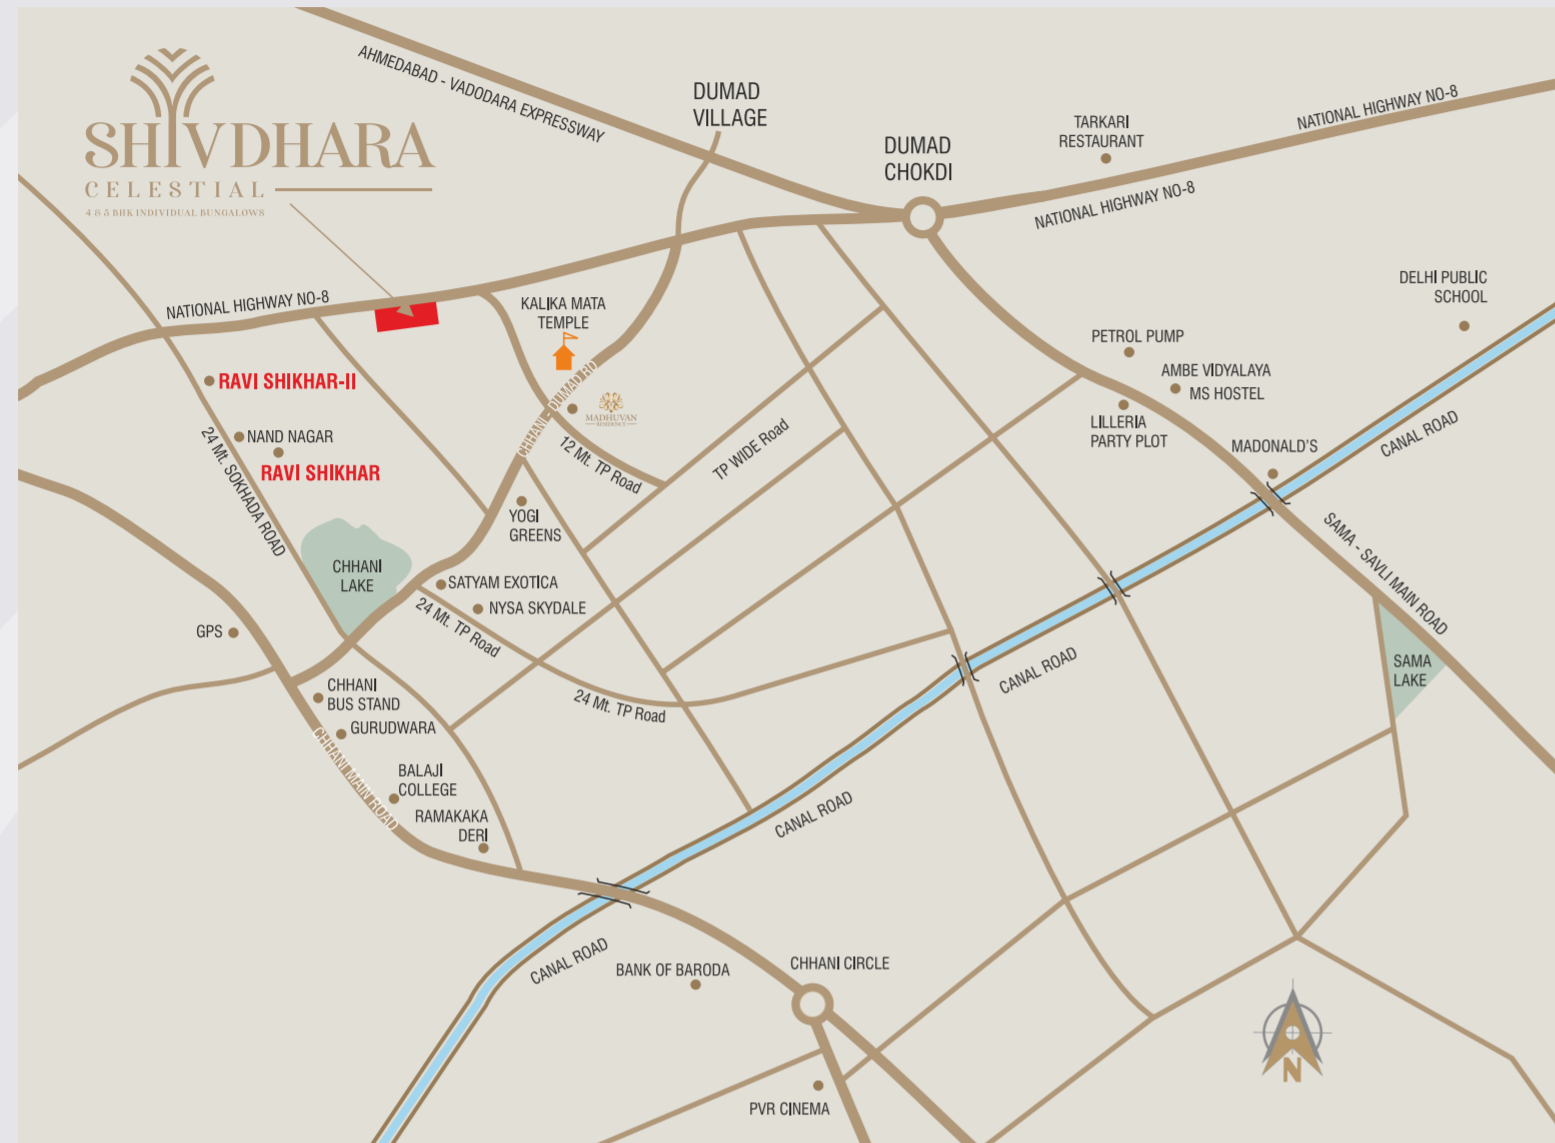 SHIVDHARA
CELESTIAL
4 & 5 BHK INDIVIDUAL BUNGALOWS
AHMEDABAD - VADODARA EXPRESSWAY
DUMAD
VILLAGE
DUMAD
CHOKDI
TARKARI
RESTAURANT
NATIONAL HIGHWAY NO-8
NATIONAL HIGHWAY NO-8
DELHI PUBLIC
SCHOOL
NATIONAL HIGHWAY NO-8
KALIKA MATA
TEMPLE
PETROL PUMP
AMBE VIDYALAYA
MS HOSTEL
LILLERIA
PARTY PLOT
MADONALD'S
CANAL ROAD
RAVI SHIKHAR-II
NAND NAGAR
RAVI SHIKHAR
24 Mt. SOKHADA ROAD
CHHANI - DUMAD RD
MADHUVAN
RESIDENCY
12 Mt. TP Road
TP WIDE Road
YOGI
GREENS
CHHANI
LAKE
SATYAM EXOTICA
NYSA SKYDALE
24 Mt. TP Road
24 Mt. TP Road
SAMA - SAVLI MAIN ROAD
SAMA
LAKE
CANAL ROAD
GPS
CHHANI
BUS STAND
GURUDWARA
CHHANI MAIN ROAD
BALAJI
COLLEGE
RAMAKAKA
DERI
CANAL ROAD
CANAL ROAD
BANK OF BARODA
CHHANI CIRCLE
PVR CINEMA
N